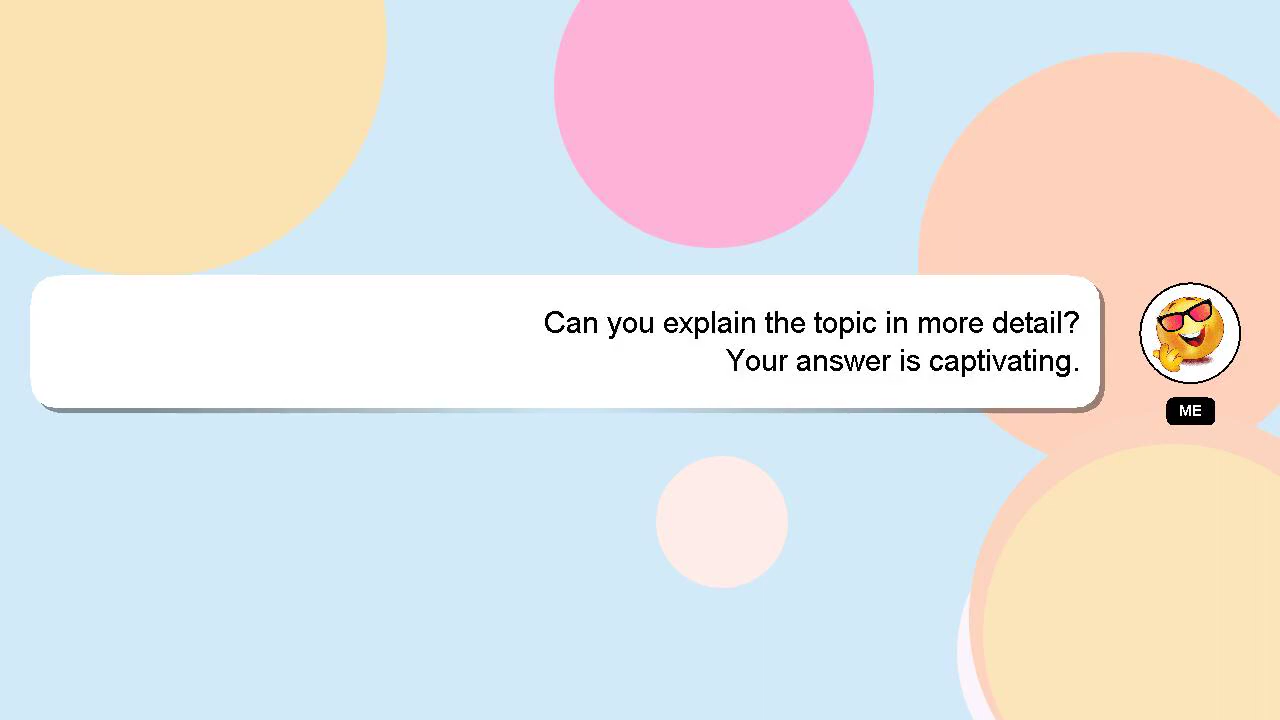 Can you explain the topic in more detail?
Your answer is captivating.
ME